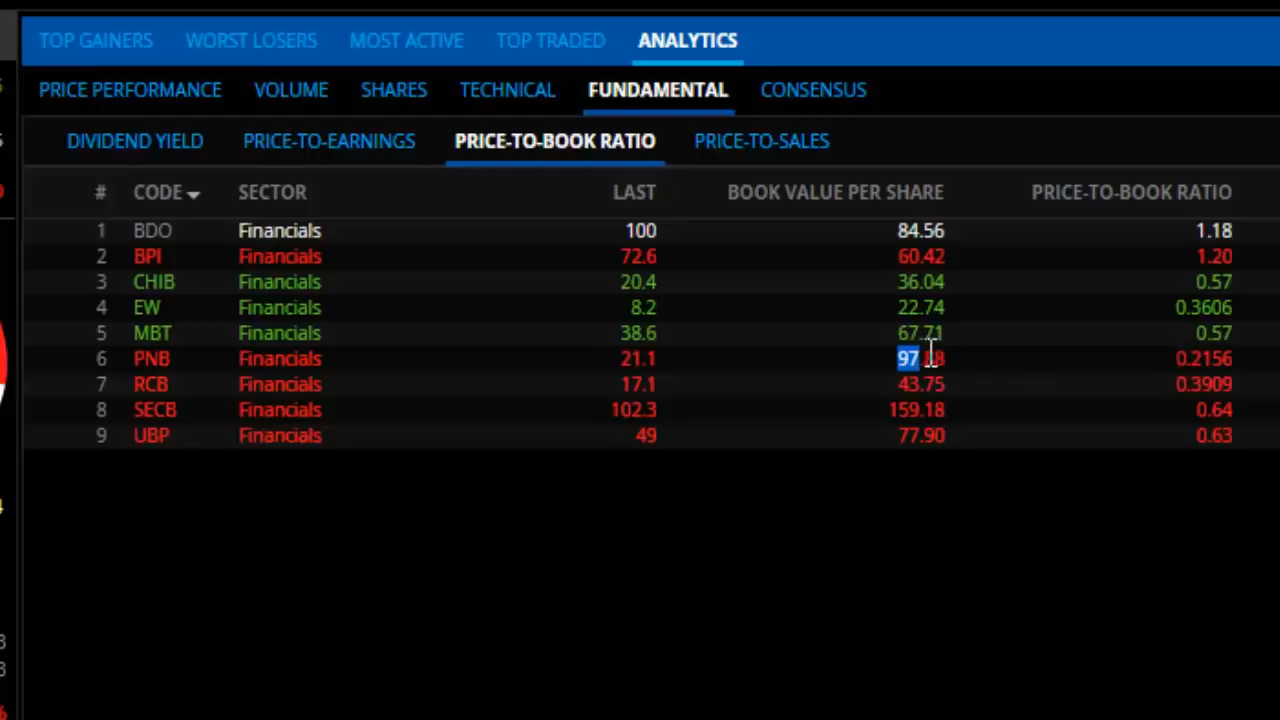 TOP GAINERS WORST LOSERS MOST ACTIVE TOP TRADED ANALYTICS
PRICE PERFORMANCE VOLUME SHARES TECHNICAL FUNDAMENTAL CONSENSUS
DIVIDEND YIELD PRICE-TO-EARNINGS PRICE-TO-BOOK RATIO PRICE-TO-SALES
# CODE SECTOR LAST BOOK VALUE PER SHARE PRICE-TO-BOOK RATIO
1 BDO Financials 100 84.56 1.18
2 BPI Financials 72.6 60.42 1.20
3 CHIB Financials 20.4 36.04 0.57
4 EW Financials 8.2 22.74 0.3606
5 MBT Financials 38.6 67.71 0.57
6 PNB Financials 21.1 0.2156
7 RCB Financials 17.1 43.75 0.3909
8 SECB Financials 102.3 159.18 0.64
9 UBP Financials 49 77.90 0.63